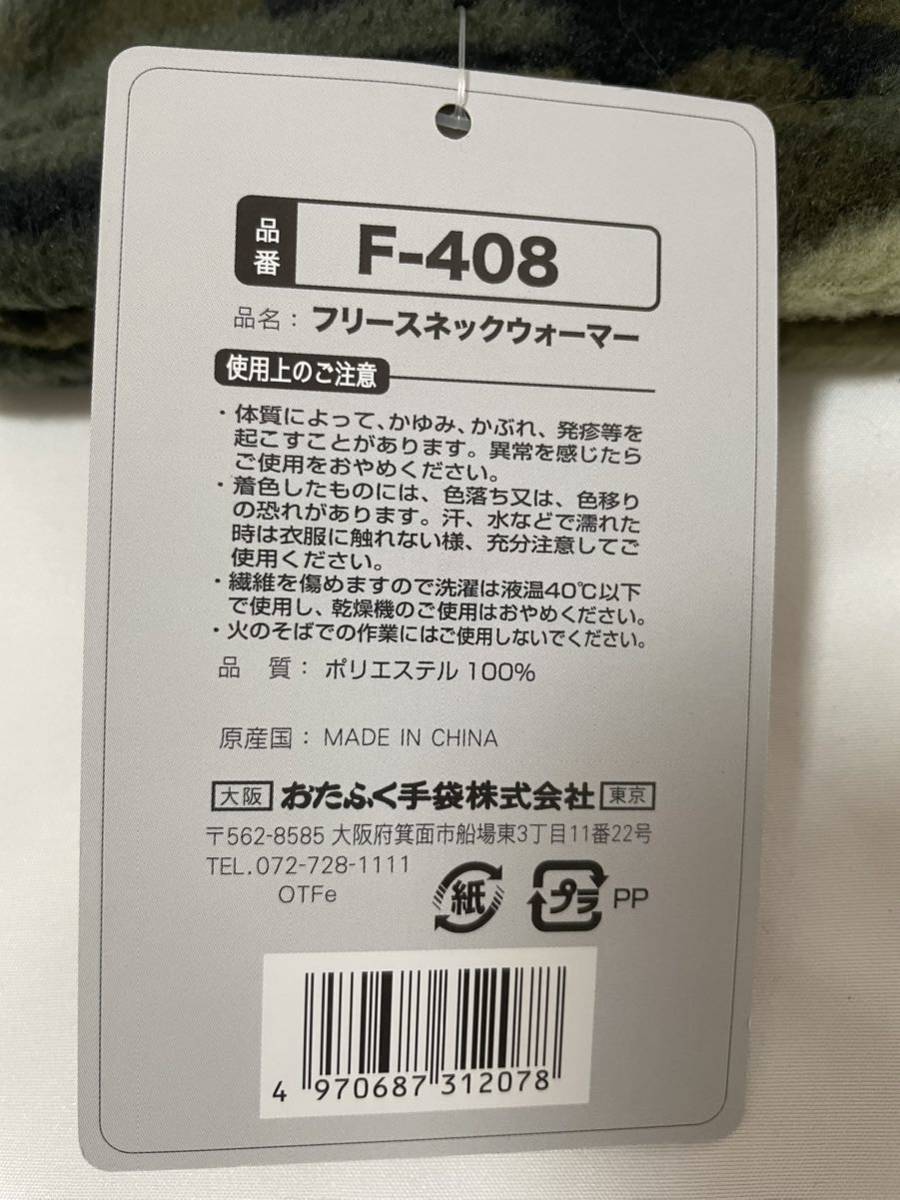 品番 F-408
品名：フリースネックウォーマー
使用上のご注意
・体質によって、かゆみ、かぶれ、発疹等を
起こすことがあります。異常を感じたら
ご使用をおやめください。
・着色したものには、色落ち又は、色移り
の恐れがあります。汗、水などで濡れた
時は衣服に触れない様、充分注意してご
使用ください。
・繊維を傷めますので洗濯は液温40℃以下
で使用し、乾燥機のご使用はおやめください。
・火のそばでの作業にはご使用しないでください。
品　質：ポリエステル100%
原産国：MADE IN CHINA
大阪 おたふく手袋株式会社 東京
〒562-8585 大阪府箕面市船場東3丁目11番22号
TEL.072-728-1111
OTFe 紙 プラ PP
4 970687 312078